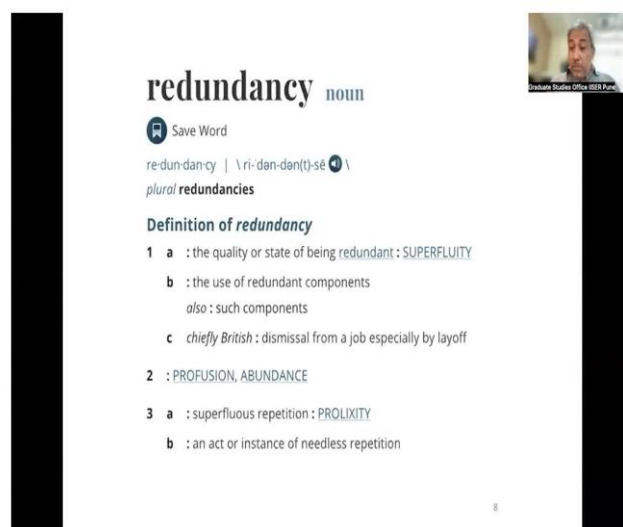 Graduate Studies Office IISER Pune
redundancy noun
Save Word
re·dun·dan·cy | \ ri-ˈdən-dən(t)-sē \
plural redundancies
Definition of redundancy
1 a : the quality or state of being redundant : SUPERFLUITY
b : the use of redundant components
also : such components
c chiefly British : dismissal from a job especially by layoff
2 : PROFUSION, ABUNDANCE
3 a : superfluous repetition : PROLIXITY
b : an act or instance of needless repetition
8